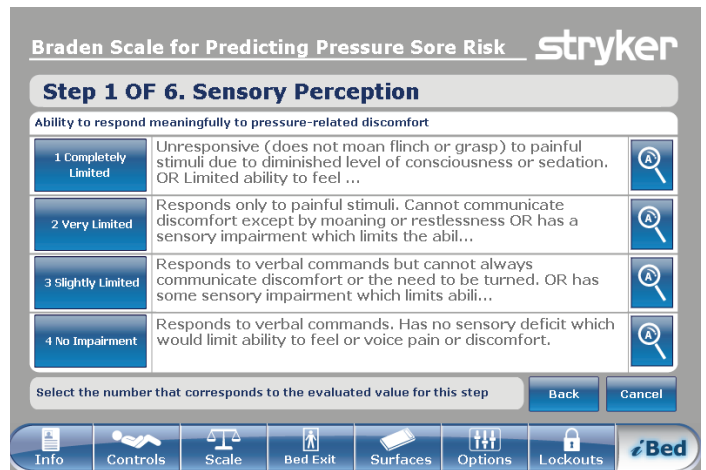 Braden Scale for Predicting Pressure Sore Risk
stryker
Step 1 OF 6. Sensory Perception
Ability to respond meaningfully to pressure-related discomfort
1 Completely
Limited
Unresponsive (does not moan flinch or grasp) to painful
stimuli due to diminished level of consciousness or sedation.
OR Limited ability to feel ...
A
2 Very Limited
Responds only to painful stimuli. Cannot communicate
discomfort except by moaning or restlessness OR has a
sensory impairment which limits the abil...
A
3 Slightly Limited
Responds to verbal commands but cannot always
communicate discomfort or the need to be turned. OR has
some sensory impairment which limits abili...
A
4 No Impairment
Responds to verbal commands. Has no sensory deficit which
would limit ability to feel or voice pain or discomfort.
A
Select the number that corresponds to the evaluated value for this step
Back
Cancel
Info
Controls
Scale
Bed Exit
Surfaces
Options
Lockouts
iBed